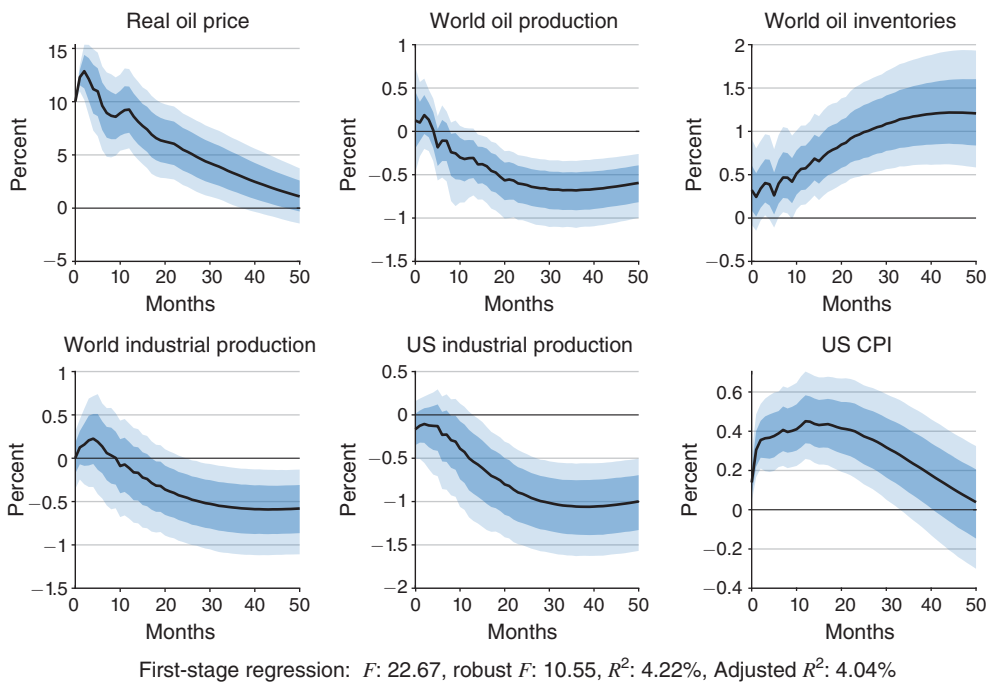 Real oil price
World oil production
World oil inventories
15
10
5
0
−5
Percent
0 10 20 30 40 50
Months
1
0.5
0
−0.5
−1
−1.5
Percent
0 10 20 30 40 50
Months
2
1.5
1
0.5
0
−0.5
Percent
0 10 20 30 40 50
Months
World industrial production
US industrial production
US CPI
1
0.5
0
−0.5
−1
−1.5
Percent
0 10 20 30 40 50
Months
0.5
0
−0.5
−1
−1.5
−2
Percent
0 10 20 30 40 50
Months
0.6
0.4
0.2
0
−0.2
−0.4
Percent
0 10 20 30 40 50
Months
First-stage regression: F: 22.67, robust F: 10.55, R²: 4.22%, Adjusted R²: 4.04%